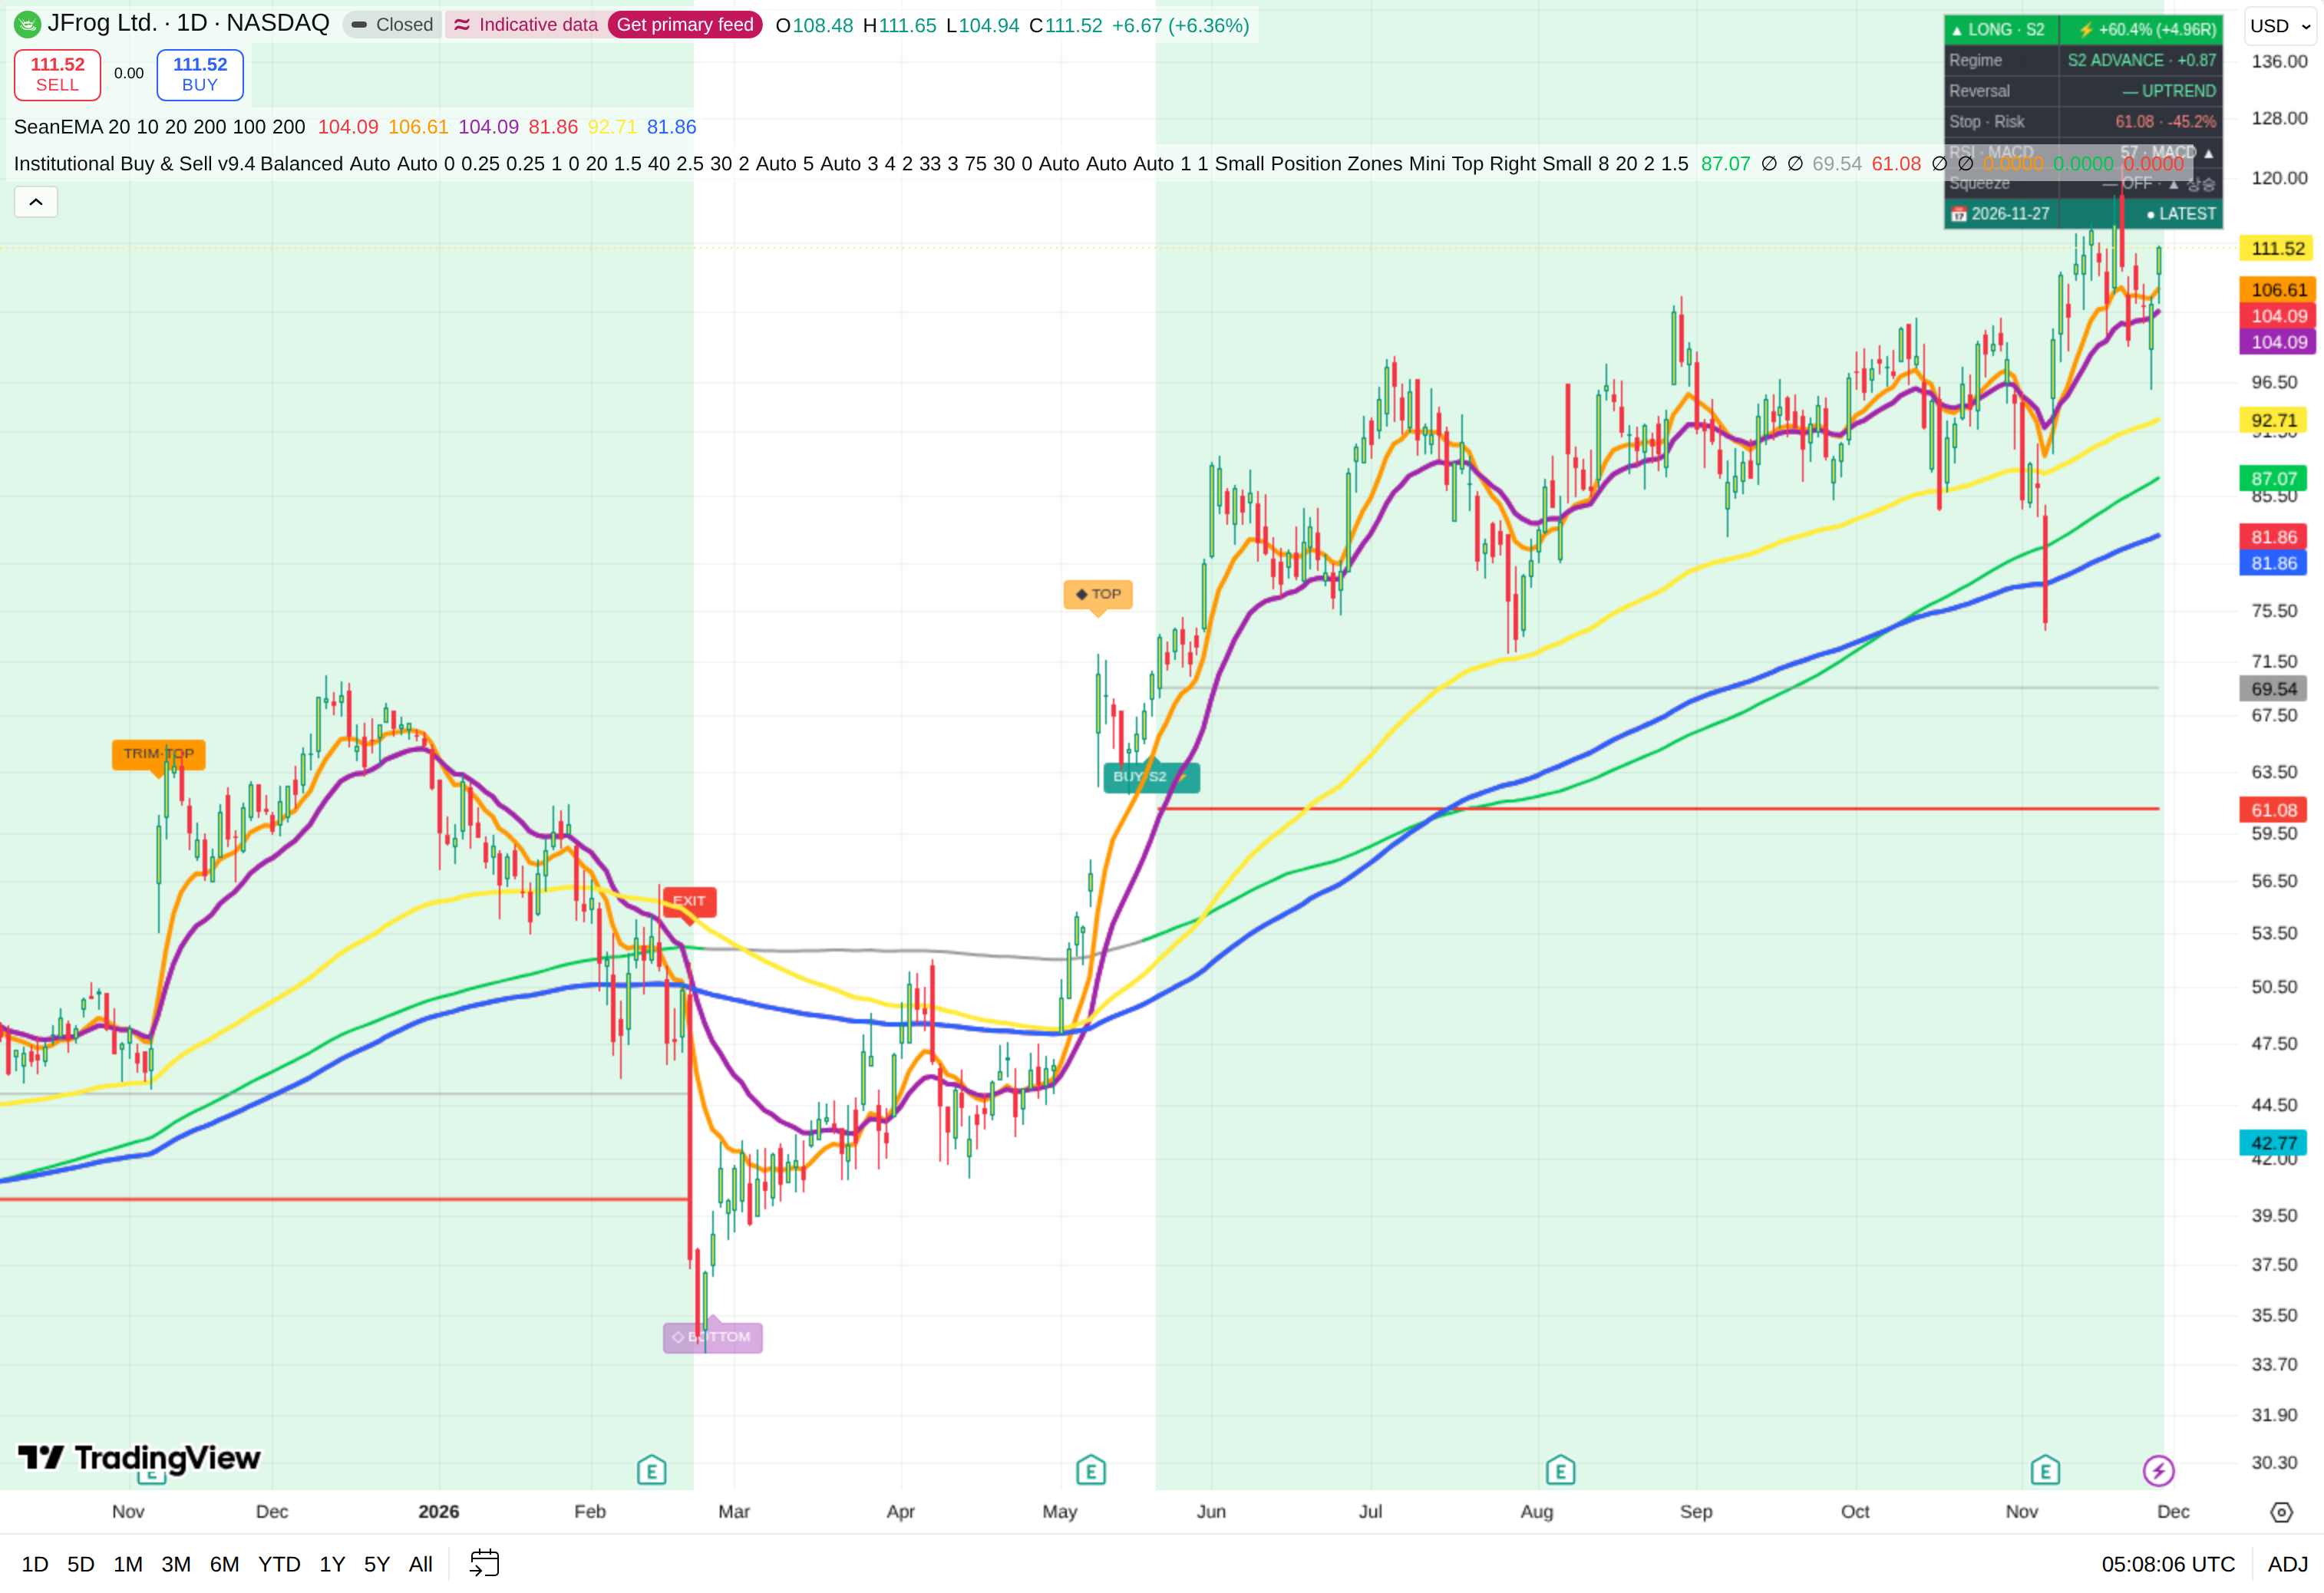 JFrog Ltd. · 1D · NASDAQ Closed Indicative data Get primary feed O108.48 H111.65 L104.94 C111.52 +6.67 (+6.36%)
111.52 SELL 0.00 111.52 BUY
SeanEMA 20 10 20 200 100 200 104.09 106.61 104.09 81.86 92.71 81.86
Institutional Buy & Sell v9.4 Balanced Auto Auto 0 0.25 0.25 1 0 20 1.5 40 2.5 30 2 Auto 5 Auto 3 4 2 33 3 75 30 0 Auto Auto Auto 1 1 Small Position Zones Mini Top Right Small 8 20 2 1.5 87.07 ∅ ∅ 69.54 61.08 ∅ ∅ 0.0000 0.0000 0.0000
▲ LONG · S2 ⚡ +60.4% (+4.96R)
Regime S2 ADVANCE · +0.87
Reversal — UPTREND
Stop · Risk 61.08 · -45.2%
RSI · MACD 57 · MACD ▲
Squeeze — OFF · ▲ 상승
📅 2026-11-27 ● LATEST
USD
136.00
128.00
120.00
111.52
106.61
104.09
104.09
96.50
92.71
91.50
87.07
85.50
81.86
81.86
75.50
71.50
69.54
67.50
63.50
61.08
59.50
56.50
53.50
50.50
47.50
44.50
42.77
42.00
39.50
37.50
35.50
33.70
31.90
30.30
◆ TOP
TRIM·TOP
BUY S2 ⚡
EXIT
◇ BOTTOM
TradingView
E E E E E
Nov Dec 2026 Feb Mar Apr May Jun Jul Aug Sep Oct Nov Dec
1D 5D 1M 3M 6M YTD 1Y 5Y All 05:08:06 UTC ADJ